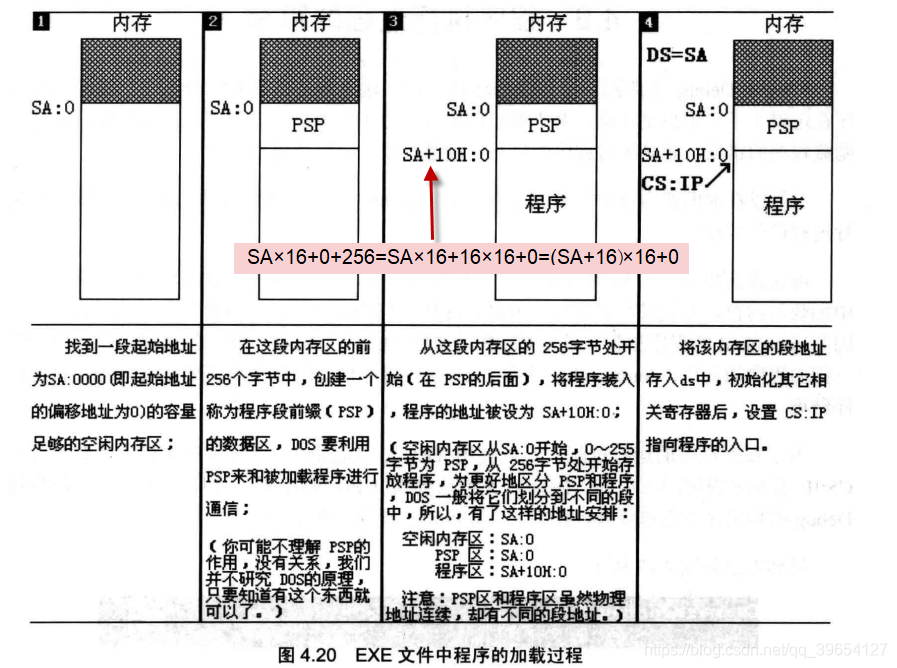 1 内存
SA:0
2 内存
SA:0
PSP
3 内存
SA:0
PSP
SA+10H:0
程序
4 内存
DS=SA
SA:0
PSP
SA+10H:0
CS:IP
程序
SA×16+0+256=SA×16+16×16+0=(SA+16)×16+0
找到一段起始地址
为SA:0000(即起始地址
的偏移地址为0)的容量
足够的空闲内存区；
在这段内存区的前
256个字节中，创建一个
称为程序段前缀(PSP)
的数据区，DOS 要利用
PSP来和被加载程序进行
通信；
(你可能不理解 PSP的
作用，没有关系，我们
并不研究 DOS的原理，
只要知道有这个东西就
可以了。)
从这段内存区的 256字节处开
始(在 PSP的后面)，将程序装入
，程序的地址被设为 SA+10H:0；
(空闲内存区从SA:0开始，0～255
字节为 PSP，从 256字节处开始存
放程序，为更好地区分 PSP和程序
，DOS 一般将它们划分到不同的段
中，所以，有了这样的地址安排：
空闲内存区：SA:0
PSP 区：SA:0
程序区：SA+10H:0
注意：PSP区和程序区虽然物理
地址连续，却有不同的段地址。)
将该内存区的段地址
存入ds中，初始化其它相
关寄存器后，设置 CS:IP
指向程序的入口。
图 4.20 EXE 文件中程序的加载过程
https://blog.csdn.net/qq_39654127